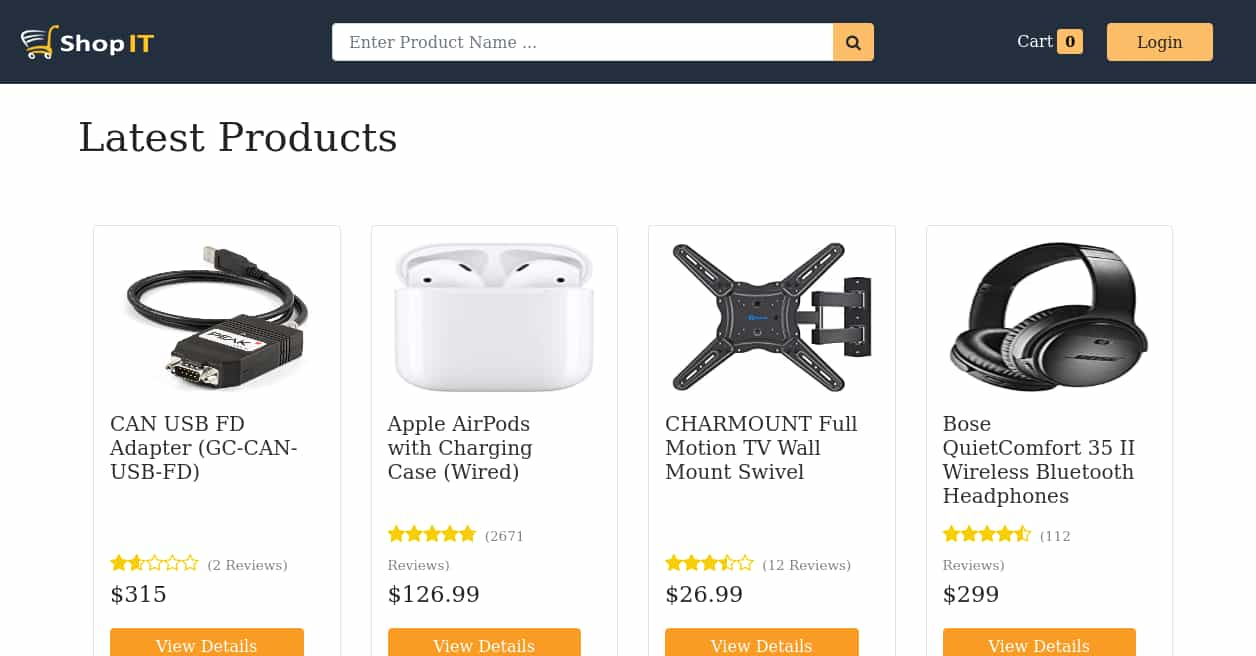 Shop IT
Enter Product Name ...
Cart 0
Login
Latest Products
PEAK
BOSE
CAN USB FD
Adapter (GC-CAN-
USB-FD)
Apple AirPods
with Charging
Case (Wired)
CHARMOUNT Full
Motion TV Wall
Mount Swivel
Bose
QuietComfort 35 II
Wireless Bluetooth
Headphones
(2 Reviews)
$315
(2671
Reviews)
$126.99
(12 Reviews)
$26.99
(112
Reviews)
$299
View Details
View Details
View Details
View Details